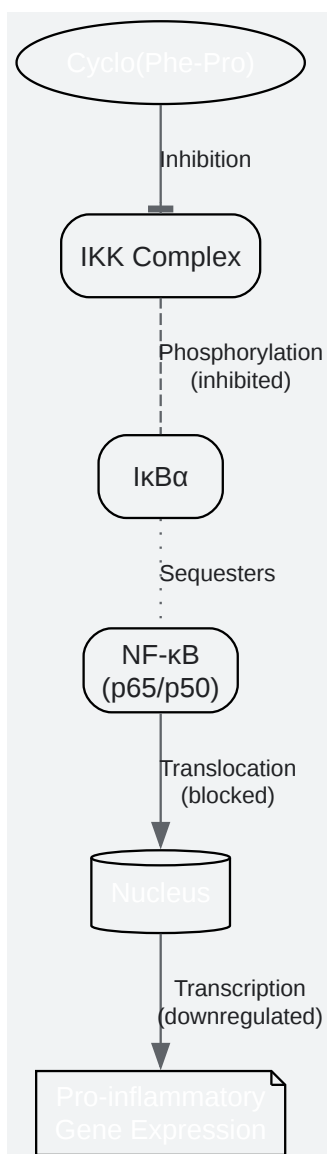 Cyclo(Phe-Pro)
Inhibition
IKK Complex
Phosphorylation
(inhibited)
IκBα
Sequesters
NF-κB
(p65/p50)
Translocation
(blocked)
Nucleus
Transcription
(downregulated)
Pro-inflammatory
Gene Expression